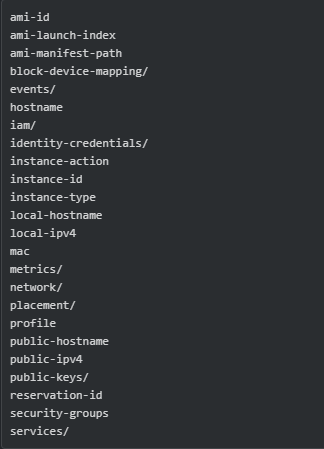 ami-id
ami-launch-index
ami-manifest-path
block-device-mapping/
events/
hostname
iam/
identity-credentials/
instance-action
instance-id
instance-type
local-hostname
local-ipv4
mac
metrics/
network/
placement/
profile
public-hostname
public-ipv4
public-keys/
reservation-id
security-groups
services/